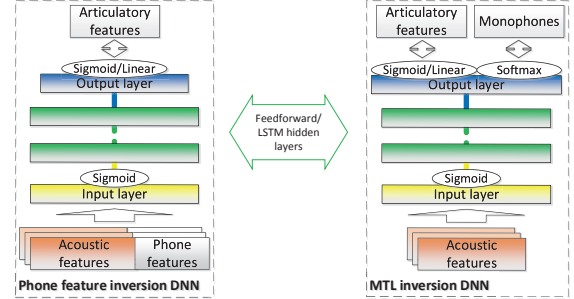 Articulatory
features
Sigmoid/Linear
Output layer
Sigmoid
Input layer
Acoustic
features
Phone
features
Phone feature inversion DNN
Feedforward/
LSTM hidden
layers
Articulatory
features
Monophones
Sigmoid/Linear
Softmax
Output layer
Sigmoid
Input layer
Acoustic
features
MTL inversion DNN